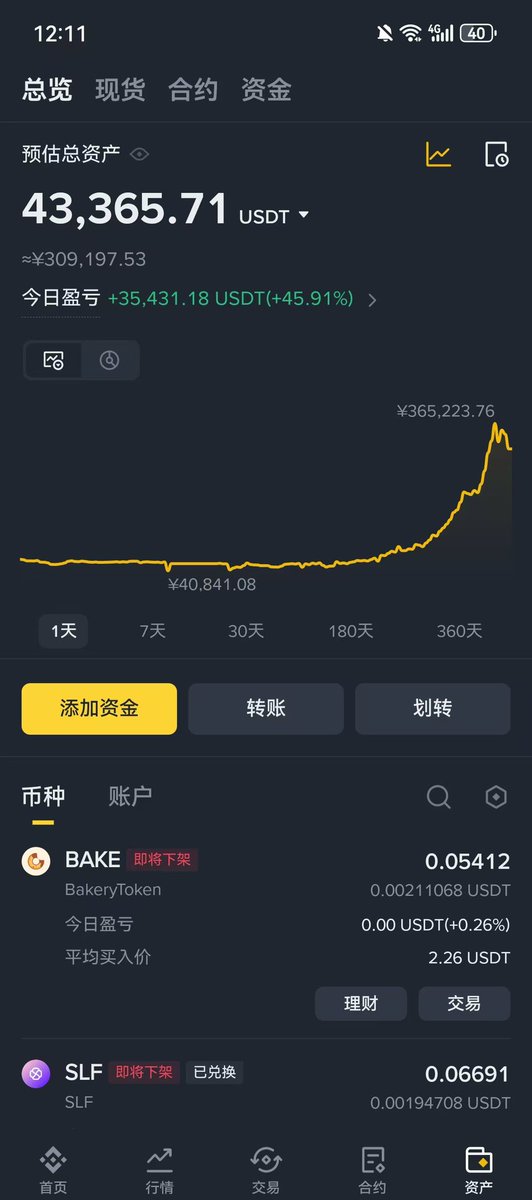 12:11 4G 40
总览 现货 合约 资金
预估总资产
43,365.71 USDT
≈¥309,197.53
今日盈亏 +35,431.18 USDT(+45.91%)
¥365,223.76
¥40,841.08
1天 7天 30天 180天 360天
添加资金 转账 划转
币种 账户
BAKE 即将下架 0.05412
BakeryToken 0.00211068 USDT
今日盈亏 0.00 USDT(+0.26%)
平均买入价 2.26 USDT
理财 交易
SLF 即将下架 已兑换 0.06691
SLF 0.00194708 USDT
首页 行情 交易 合约 资产